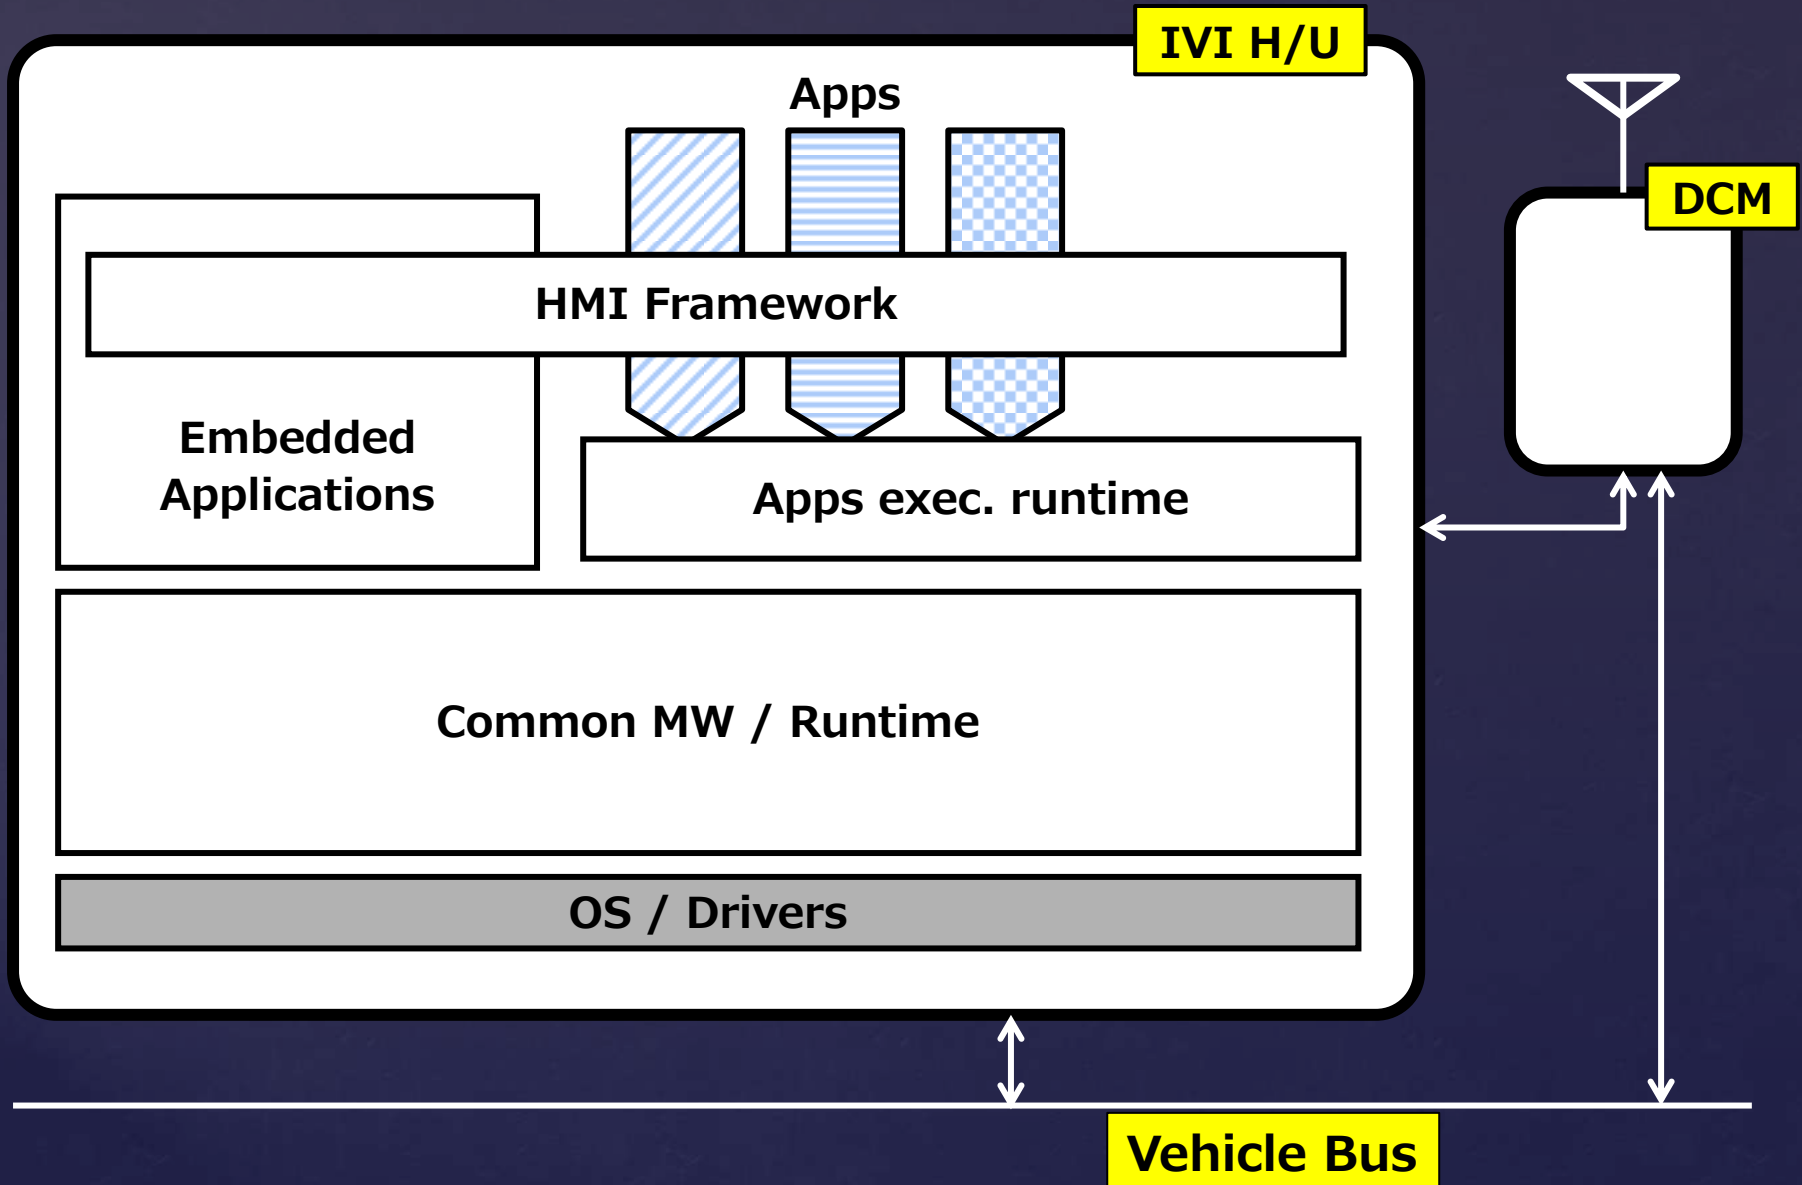 IVI H/U
Apps
DCM
HMI Framework
Embedded
Applications
Apps exec. runtime
Common MW / Runtime
OS / Drivers
Vehicle Bus